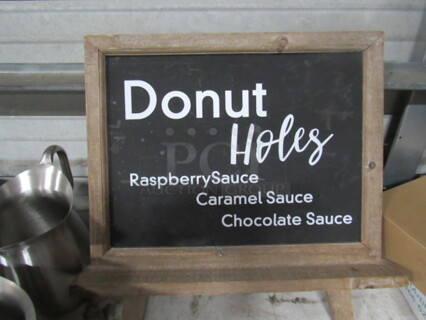 Donut
Holes
RaspberrySauce
Caramel Sauce
Chocolate Sauce